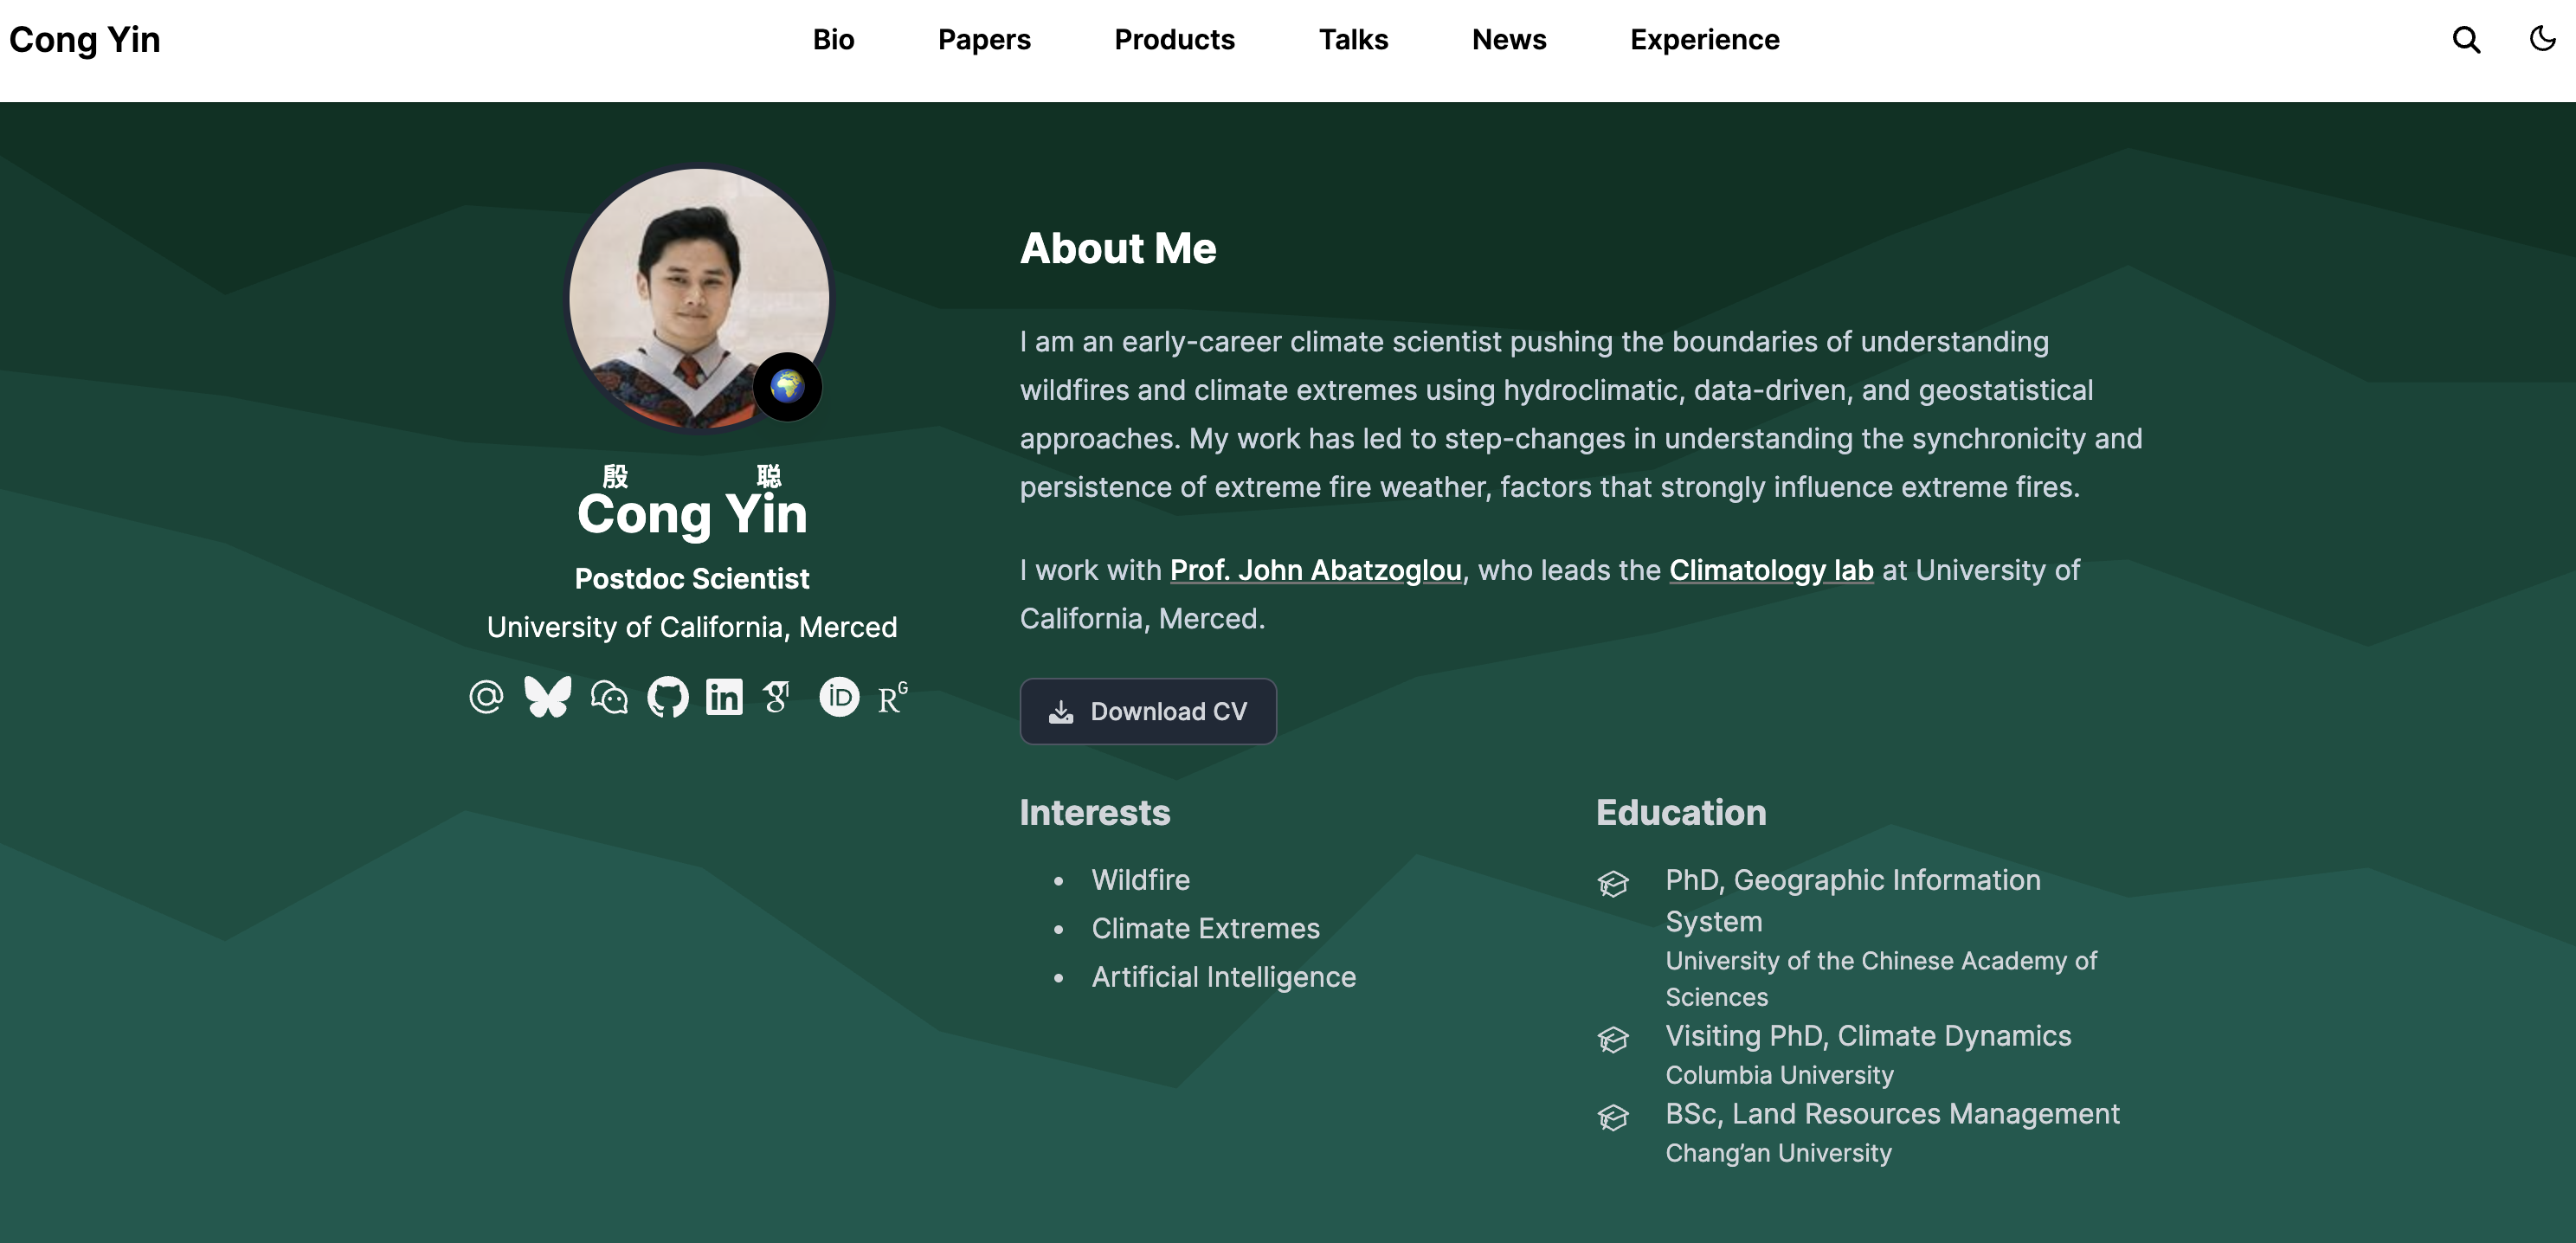 Cong Yin
Bio
Papers
Products
Talks
News
Experience
殷 聪
Cong Yin
Postdoc Scientist
University of California, Merced
iD
in
R^G
About Me
I am an early-career climate scientist pushing the boundaries of understanding
wildfires and climate extremes using hydroclimatic, data-driven, and geostatistical
approaches. My work has led to step-changes in understanding the synchronicity and
persistence of extreme fire weather, factors that strongly influence extreme fires.
I work with Prof. John Abatzoglou, who leads the Climatology lab at University of
California, Merced.
Download CV
Interests
• Wildfire
• Climate Extremes
• Artificial Intelligence
Education
PhD, Geographic Information
System
University of the Chinese Academy of
Sciences
Visiting PhD, Climate Dynamics
Columbia University
BSc, Land Resources Management
Chang’an University